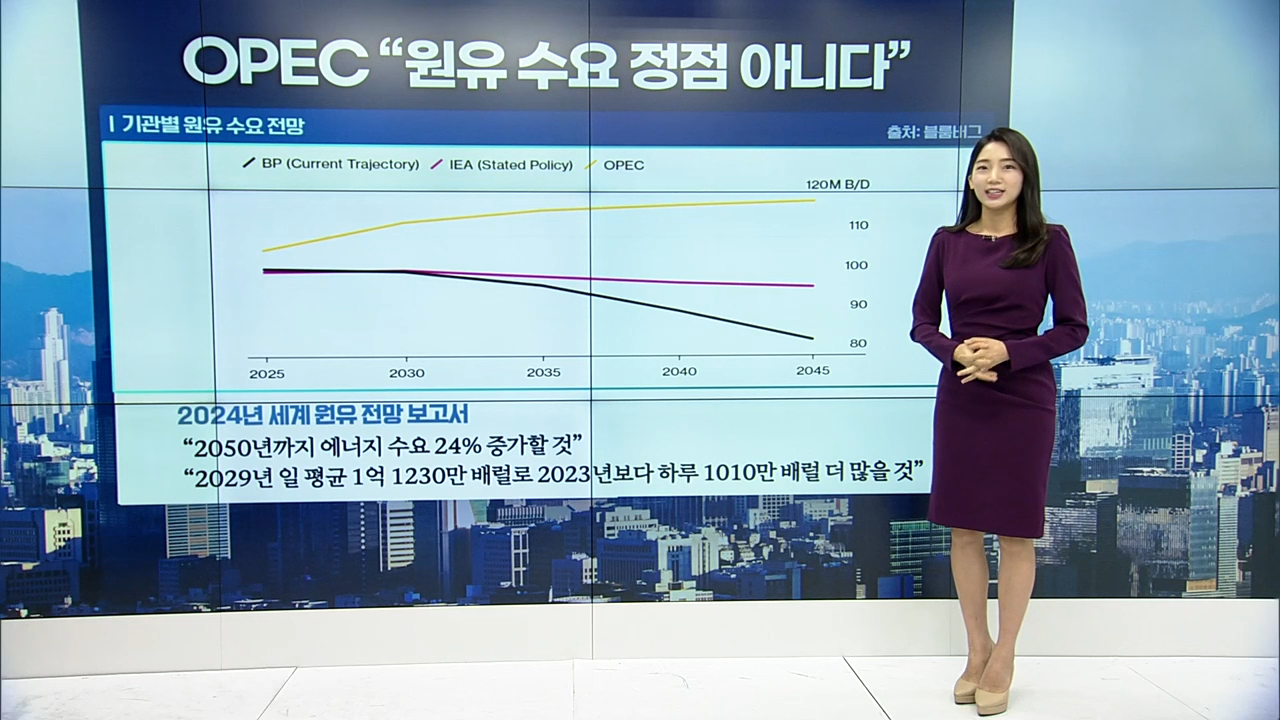 OPEC “원유 수요 정점 아니다”
기관별 원유 수요 전망
출처: 블룸버그
BP (Current Trajectory) IEA (Stated Policy) OPEC
120M B/D
110
100
90
80
2025 2030 2035 2040 2045
2024년 세계 원유 전망 보고서
“2050년까지 에너지 수요 24% 증가할 것”
“2029년 일 평균 1억 1230만 배럴로 2023년보다 하루 1010만 배럴 더 많을 것”